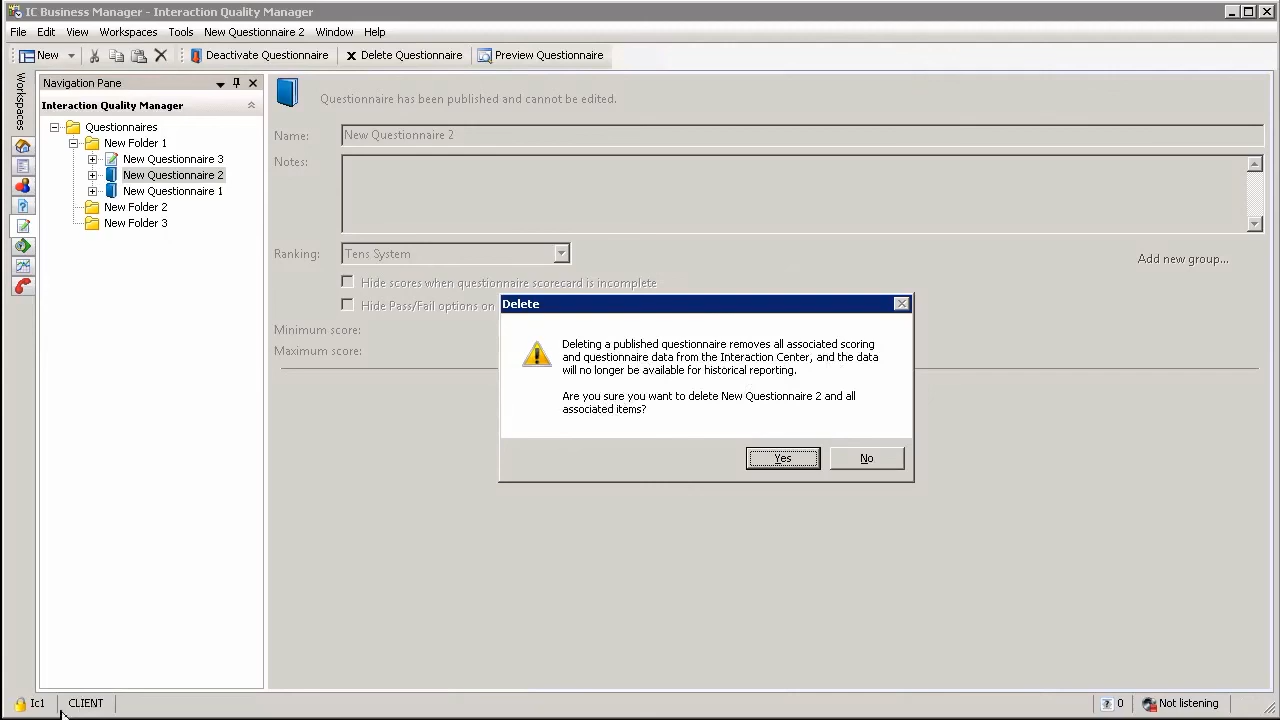 IC Business Manager - Interaction Quality Manager
File Edit View Workspaces Tools New Questionnaire 2 Window Help
New Deactivate Questionnaire Delete Questionnaire Preview Questionnaire
Workspaces
Navigation Pane
Interaction Quality Manager
Questionnaires
New Folder 1
New Questionnaire 3
New Questionnaire 2
New Questionnaire 1
New Folder 2
New Folder 3
Questionnaire has been published and cannot be edited.
Name: New Questionnaire 2
Notes:
Ranking: Tens System
Add new group...
Hide scores when questionnaire scorecard is incomplete
Hide Pass/Fail options on
Minimum score:
Maximum score:
Delete
Deleting a published questionnaire removes all associated scoring
and questionnaire data from the Interaction Center, and the data
will no longer be available for historical reporting.
Are you sure you want to delete New Questionnaire 2 and all
associated items?
Yes No
Ic1 CLIENT 0 Not listening